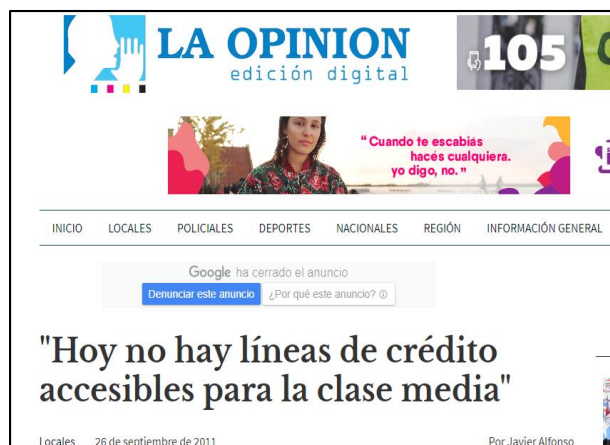 LA OPINION
edición digital
105
“Cuando te escabiás
hacés cualquiera.
yo digo, no.”
INICIO LOCALES POLICIALES DEPORTES NACIONALES REGIÓN INFORMACIÓN GENERAL
Google ha cerrado el anuncio
Denunciar este anuncio ¿Por qué este anuncio?
"Hoy no hay líneas de crédito
accesibles para la clase media"
Locales 26 de septiembre de 2011 Por Javier Alfonso